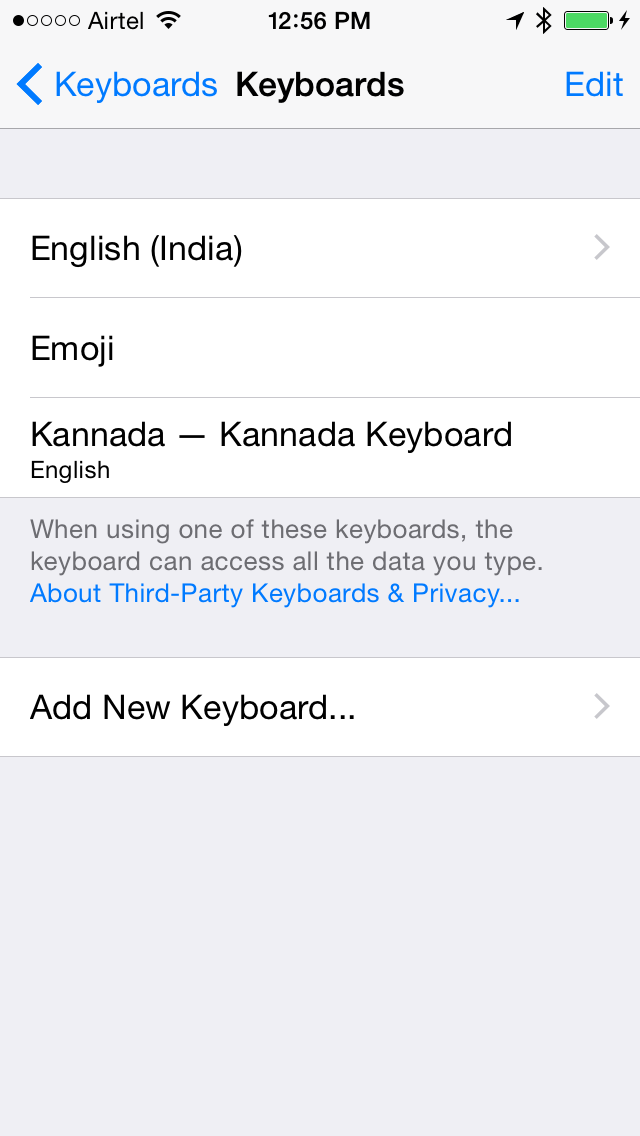 Airtel 12:56 PM
Keyboards Keyboards Edit
English (India)
Emoji
Kannada — Kannada Keyboard
English
When using one of these keyboards, the
keyboard can access all the data you type.
About Third-Party Keyboards & Privacy...
Add New Keyboard...